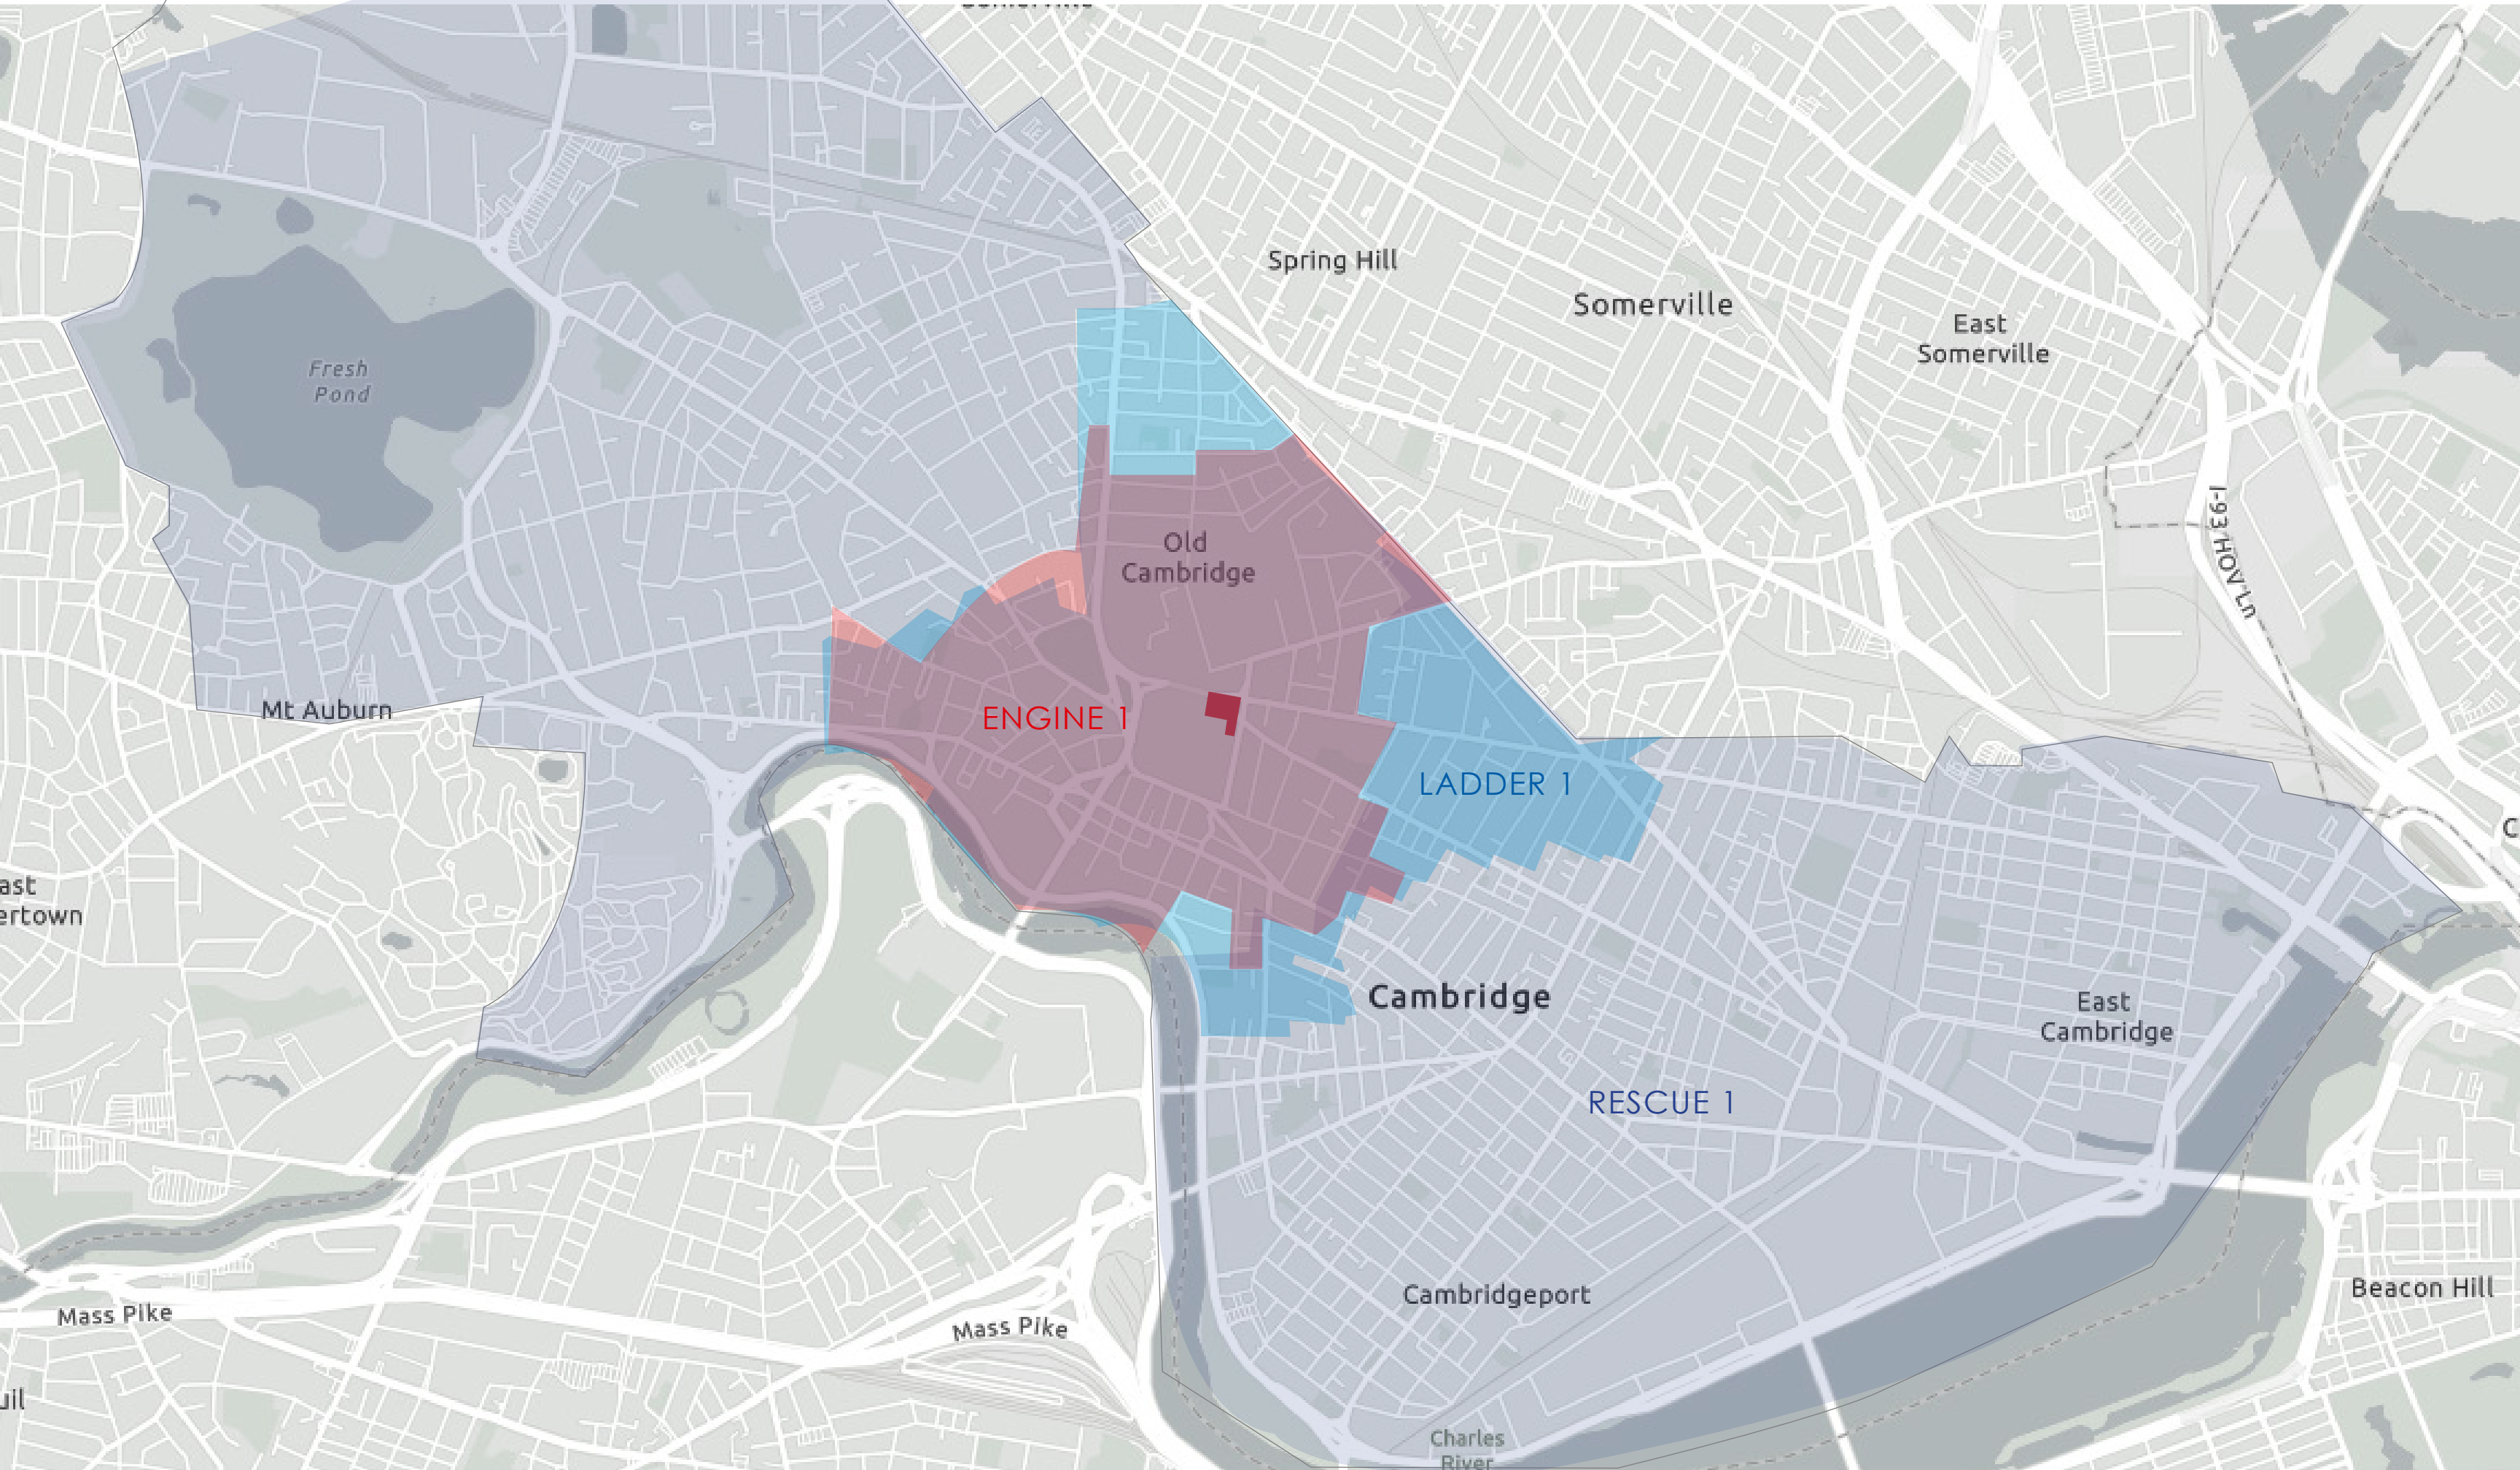 Somerville
Spring Hill
Somerville
East
Somerville
Fresh
Pond
I-93 HOV Ln
Old
Cambridge
Mt Auburn
ENGINE 1
LADDER 1
ast
ertown
Cambridge
East
Cambridge
RESCUE 1
Mass Pike
Mass Pike
Cambridgeport
Beacon Hill
Charles
River